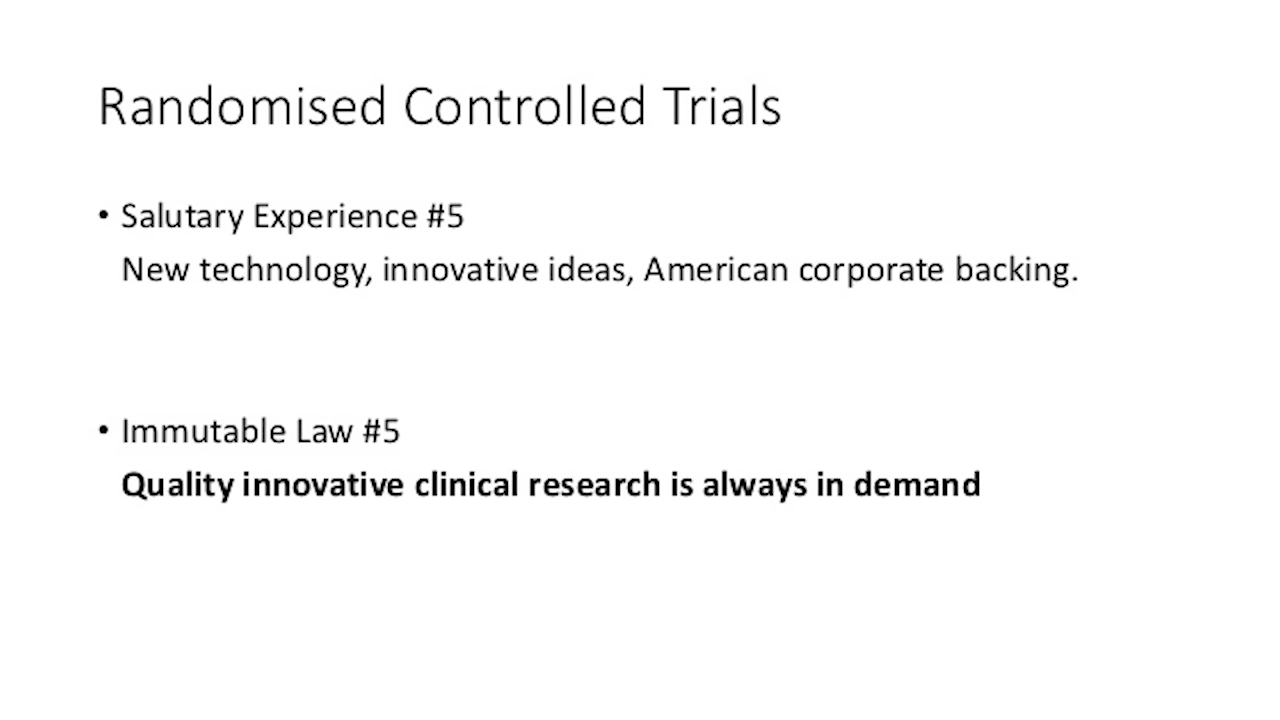 Randomised Controlled Trials
• Salutary Experience #5
New technology, innovative ideas, American corporate backing.
• Immutable Law #5
Quality innovative clinical research is always in demand